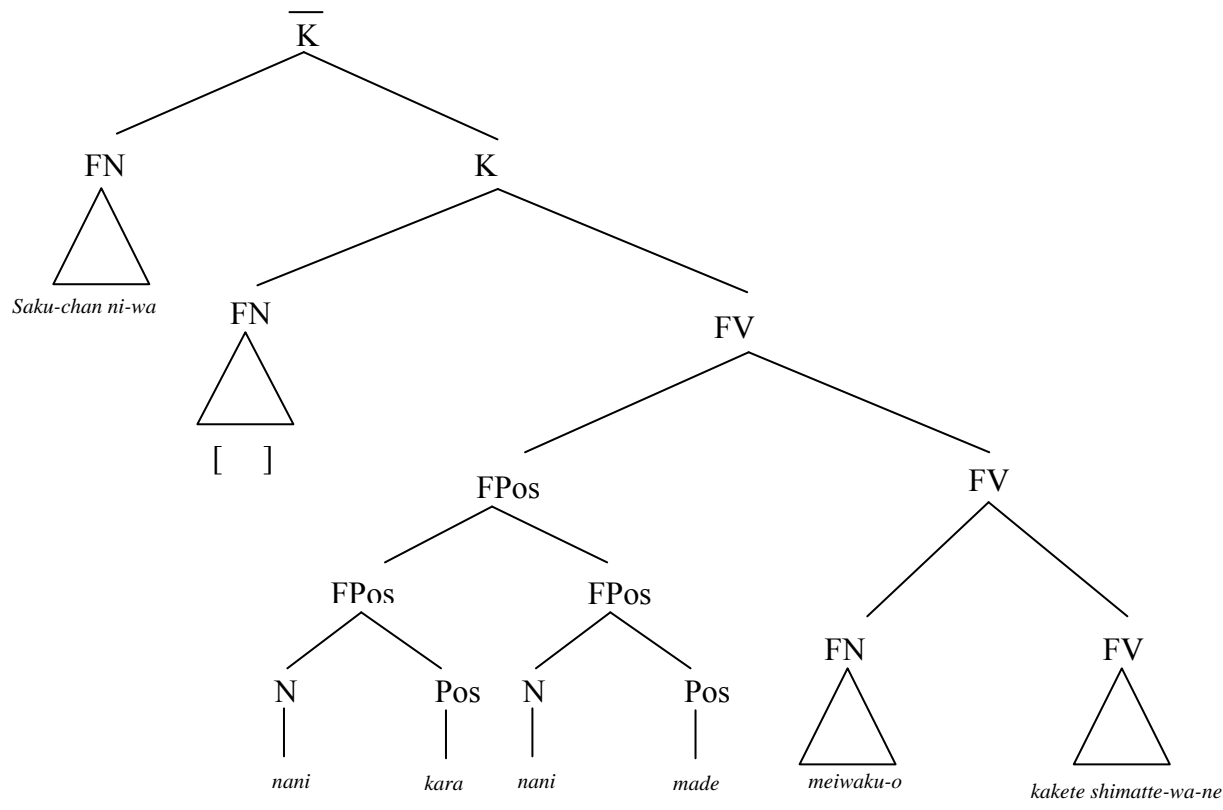 K̅
FN K
Saku-chan ni-wa
FN FV
[ ]
FPos FV
FPos FPos
FN FV
N Pos N Pos
nani kara nani made meiwaku-o kakete shimatte-wa-ne